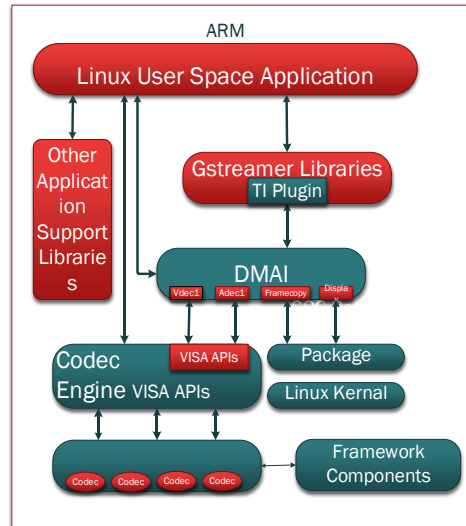 ARM
Linux User Space Application
Other
Applicat
ion
Support
Librarie
s
Gstreamer Libraries
TI Plugin
DMAI
Vdec1
Adec1
Framecopy
Displa
y
VISA APIs
Codec
Engine VISA APIs
Package
Linux Kernel
Codec
Codec
Codec
Codec
Framework
Components